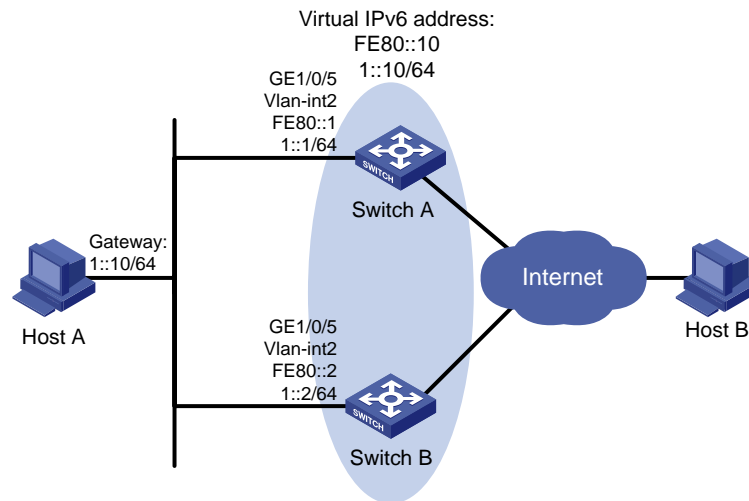 Virtual IPv6 address:
FE80::10
1::10/64
GE1/0/5
Vlan-int2
FE80::1
1::1/64
SWITCH
Switch A
Gateway:
1::10/64
Host A
Internet
Host B
GE1/0/5
Vlan-int2
FE80::2
1::2/64
SWITCH
Switch B